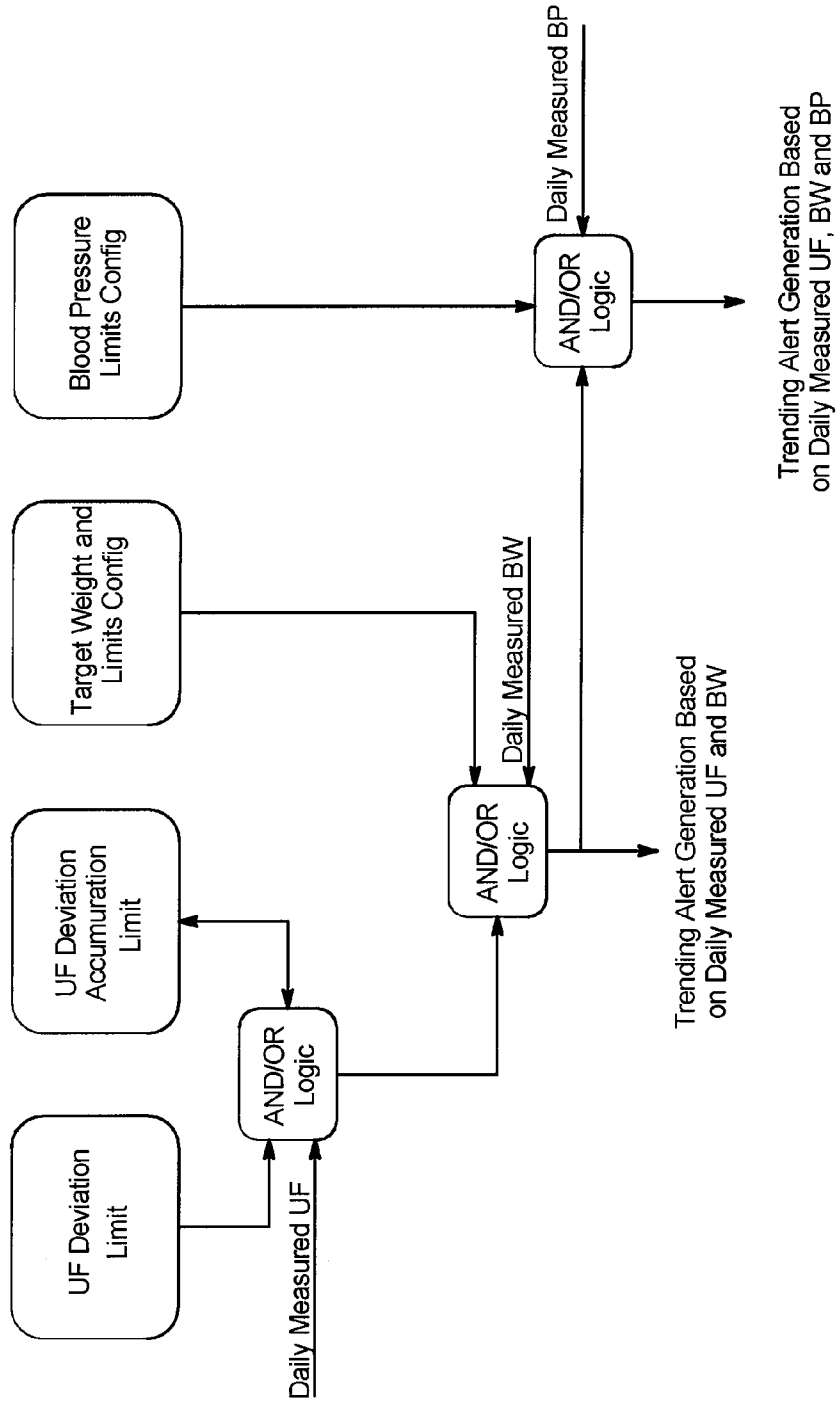 UF Deviation
Limit
UF Deviation
Accumuration
Limit
Target Weight and
Limits Config
Blood Pressure
Limits Config
Daily Measured UF
AND/OR
Logic
AND/OR
Logic
Daily Measured BW
AND/OR
Logic
Daily Measured BP
Trending Alert Generation Based
on Daily Measured UF and BW
Trending Alert Generation Based
on Daily Measured UF, BW and BP